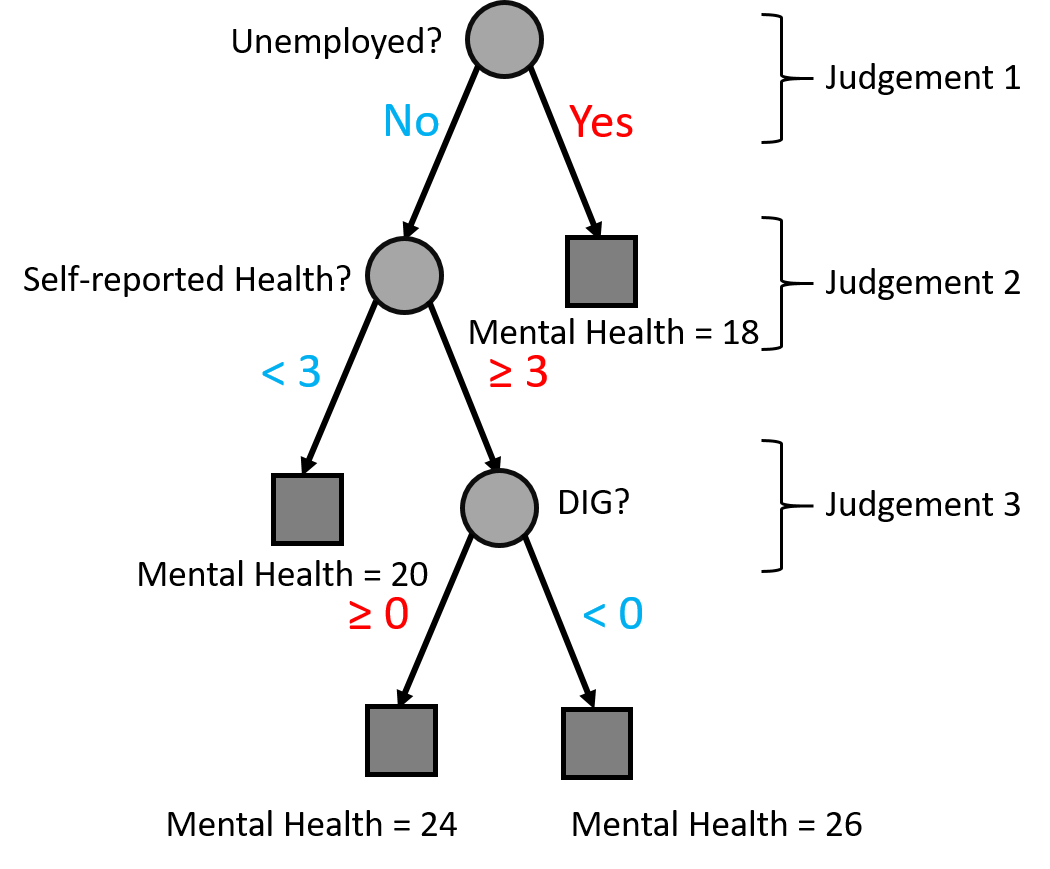 Unemployed?
Judgement 1
No
Yes
Self-reported Health?
Judgement 2
Mental Health = 18
< 3
≥ 3
DIG?
Judgement 3
Mental Health = 20
≥ 0
< 0
Mental Health = 24
Mental Health = 26